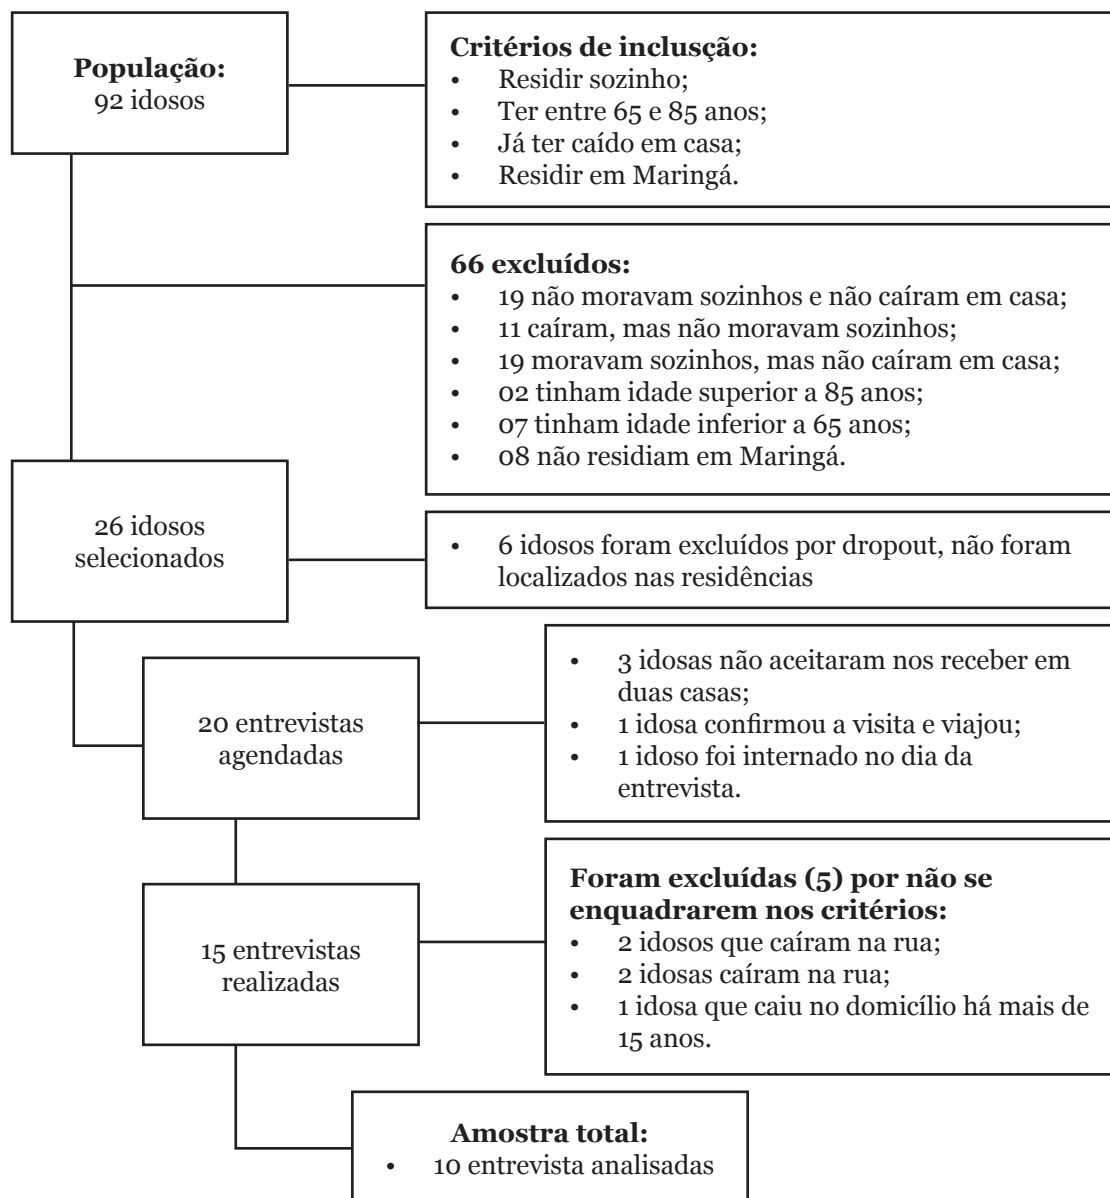 População:
92 idosos
Critérios de inclusção:
• Residir sozinho;
• Ter entre 65 e 85 anos;
• Já ter caído em casa;
• Residir em Maringá.
66 excluídos:
• 19 não moravam sozinhos e não caíram em casa;
• 11 caíram, mas não moravam sozinhos;
• 19 moravam sozinhos, mas não caíram em casa;
• 02 tinham idade superior a 85 anos;
• 07 tinham idade inferior a 65 anos;
• 08 não residiam em Maringá.
26 idosos
selecionados
• 6 idosos foram excluídos por dropout, não foram
localizados nas residências
20 entrevistas
agendadas
• 3 idosas não aceitaram nos receber em
duas casas;
• 1 idosa confirmou a visita e viajou;
• 1 idoso foi internado no dia da
entrevista.
15 entrevistas
realizadas
Foram excluídas (5) por não se
enquadrarem nos critérios:
• 2 idosos que caíram na rua;
• 2 idosas caíram na rua;
• 1 idosa que caiu no domicílio há mais de
15 anos.
Amostra total:
• 10 entrevista analisadas